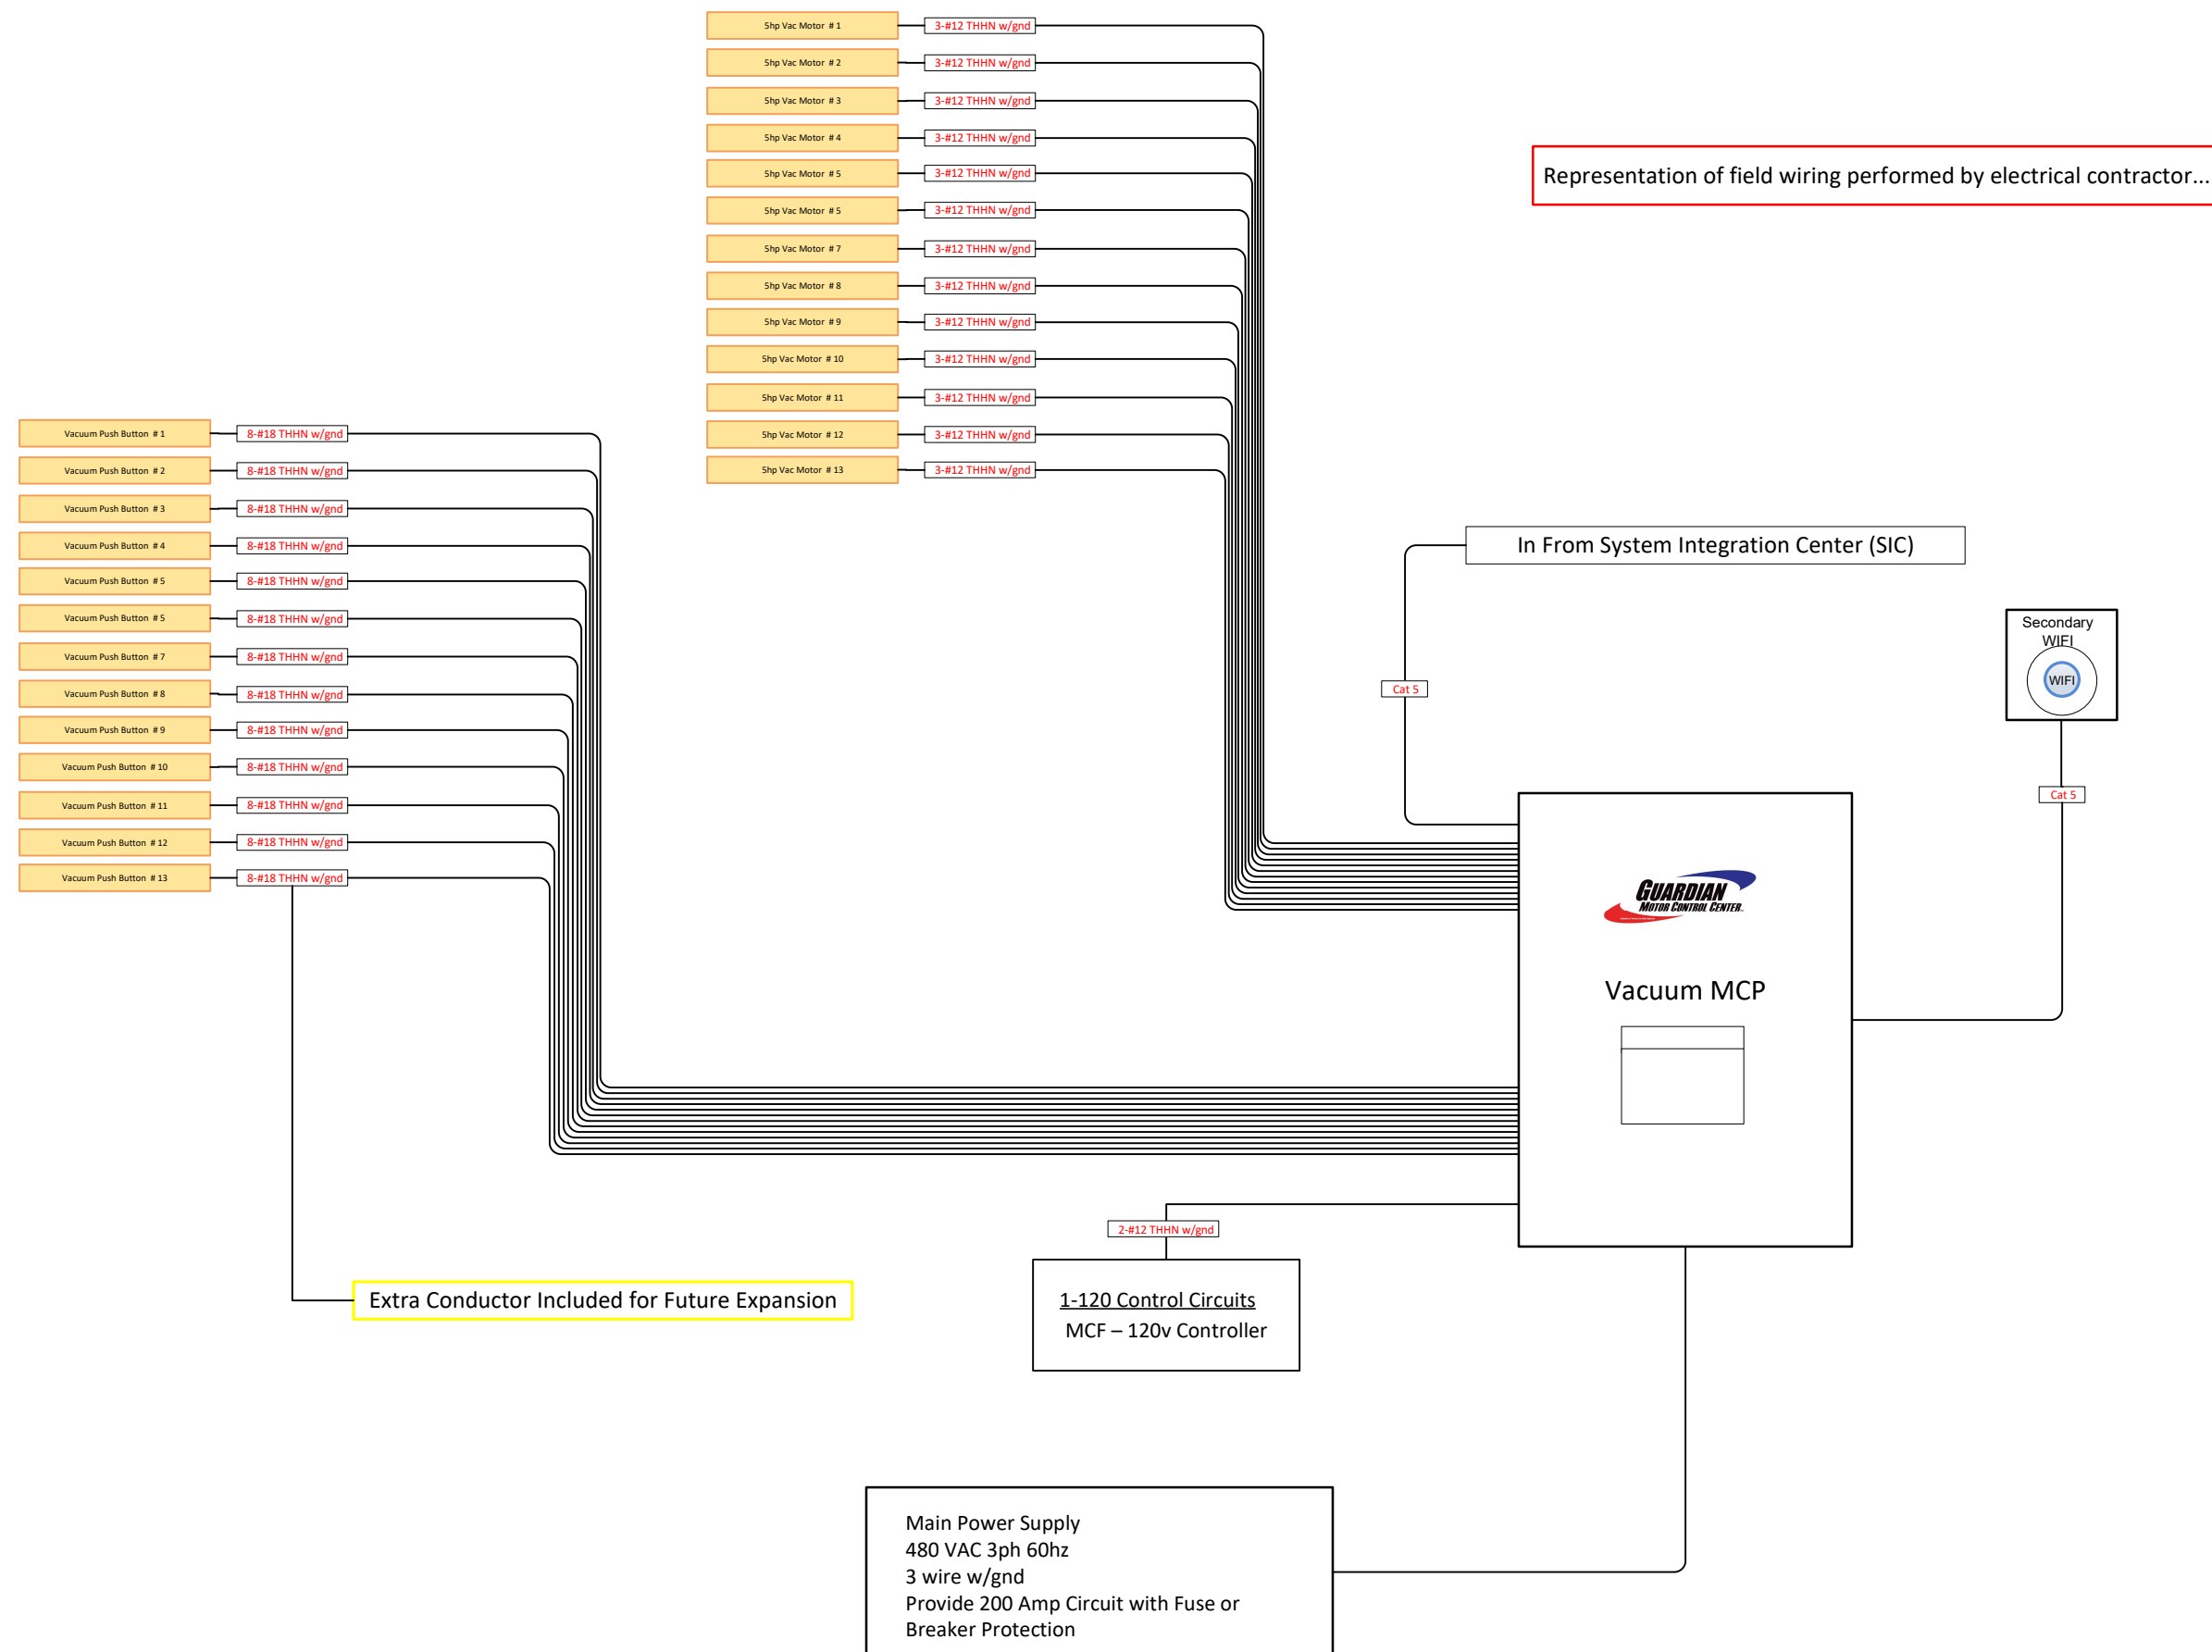 5hp Vac Motor # 1
3-#12 THHN w/gnd
5hp Vac Motor # 2
3-#12 THHN w/gnd
5hp Vac Motor # 3
3-#12 THHN w/gnd
5hp Vac Motor # 4
3-#12 THHN w/gnd
5hp Vac Motor # 5
3-#12 THHN w/gnd
5hp Vac Motor # 5
3-#12 THHN w/gnd
5hp Vac Motor # 7
3-#12 THHN w/gnd
5hp Vac Motor # 8
3-#12 THHN w/gnd
5hp Vac Motor # 9
3-#12 THHN w/gnd
5hp Vac Motor # 10
3-#12 THHN w/gnd
5hp Vac Motor # 11
3-#12 THHN w/gnd
5hp Vac Motor # 12
3-#12 THHN w/gnd
5hp Vac Motor # 13
3-#12 THHN w/gnd
Representation of field wiring performed by electrical contractor...
Vacuum Push Button # 1
8-#18 THHN w/gnd
Vacuum Push Button # 2
8-#18 THHN w/gnd
Vacuum Push Button # 3
8-#18 THHN w/gnd
Vacuum Push Button # 4
8-#18 THHN w/gnd
Vacuum Push Button # 5
8-#18 THHN w/gnd
Vacuum Push Button # 5
8-#18 THHN w/gnd
Vacuum Push Button # 7
8-#18 THHN w/gnd
Vacuum Push Button # 8
8-#18 THHN w/gnd
Vacuum Push Button # 9
8-#18 THHN w/gnd
Vacuum Push Button # 10
8-#18 THHN w/gnd
Vacuum Push Button # 11
8-#18 THHN w/gnd
Vacuum Push Button # 12
8-#18 THHN w/gnd
Vacuum Push Button # 13
8-#18 THHN w/gnd
In From System Integration Center (SIC)
Cat 5
Secondary
WIFI
WIFI
Cat 5
GUARDIAN
MOTOR CONTROL CENTER
Vacuum MCP
2-#12 THHN w/gnd
Extra Conductor Included for Future Expansion
1-120 Control Circuits
MCF – 120v Controller
Main Power Supply
480 VAC 3ph 60hz
3 wire w/gnd
Provide 200 Amp Circuit with Fuse or
Breaker Protection